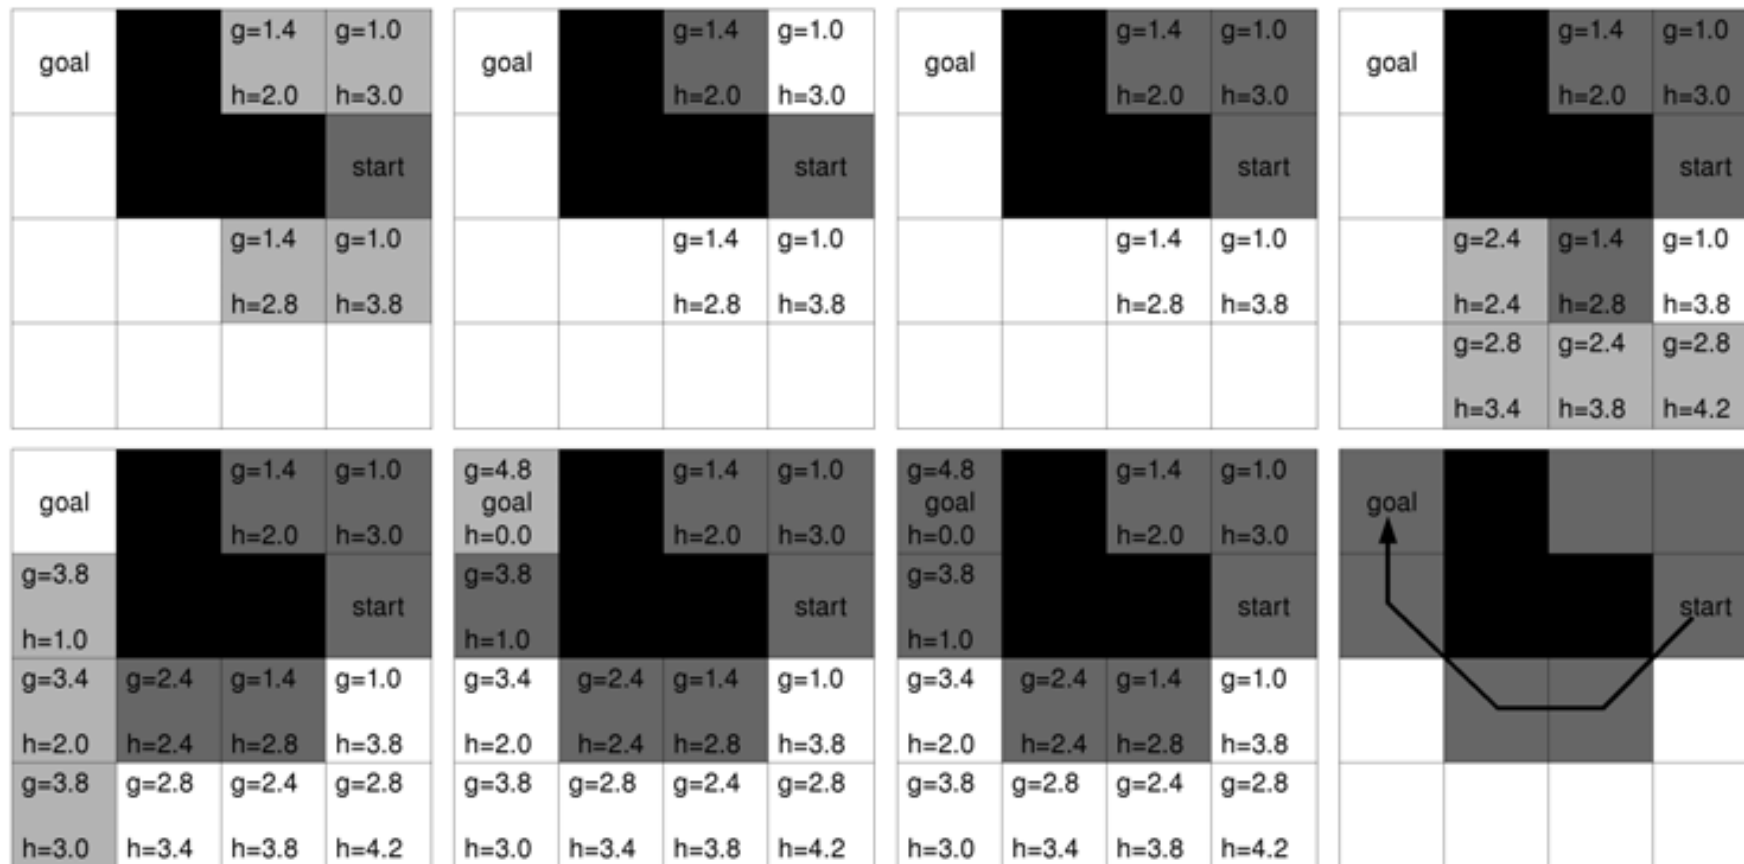 g=1.4 g=1.0 g=1.4 g=1.0 g=1.4 g=1.0 g=1.4 g=1.0
goal goal goal goal
h=2.0 h=3.0 h=2.0 h=3.0 h=2.0 h=3.0 h=2.0 h=3.0
start start start start
g=1.4 g=1.0 g=1.4 g=1.0 g=1.4 g=1.0 g=2.4 g=1.4 g=1.0
h=2.8 h=3.8 h=2.8 h=3.8 h=2.8 h=3.8 h=2.4 h=2.8 h=3.8
g=2.8 g=2.4 g=2.8
h=3.4 h=3.8 h=4.2
g=1.4 g=1.0 g=4.8 g=1.4 g=1.0 g=4.8 g=1.4 g=1.0
goal goal goal goal
h=2.0 h=3.0 h=0.0 h=2.0 h=3.0 h=0.0 h=2.0 h=3.0
g=3.8 g=3.8 g=3.8
start start start start
h=1.0 h=1.0 h=1.0
g=3.4 g=2.4 g=1.4 g=1.0 g=3.4 g=2.4 g=1.4 g=1.0 g=3.4 g=2.4 g=1.4 g=1.0
h=2.0 h=2.4 h=2.8 h=3.8 h=2.0 h=2.4 h=2.8 h=3.8 h=2.0 h=2.4 h=2.8 h=3.8
g=3.8 g=2.8 g=2.4 g=2.8 g=3.8 g=2.8 g=2.4 g=2.8 g=3.8 g=2.8 g=2.4 g=2.8
h=3.0 h=3.4 h=3.8 h=4.2 h=3.0 h=3.4 h=3.8 h=4.2 h=3.0 h=3.4 h=3.8 h=4.2